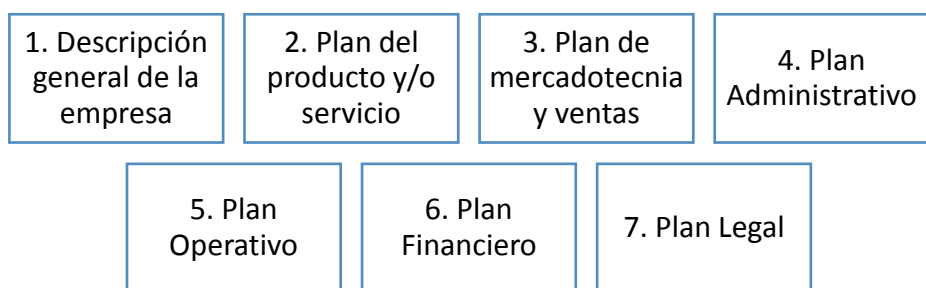 1. Descripción
general de la
empresa
2. Plan del
producto y/o
servicio
3. Plan de
mercadotecnia
y ventas
4. Plan
Administrativo
5. Plan
Operativo
6. Plan
Financiero
7. Plan Legal